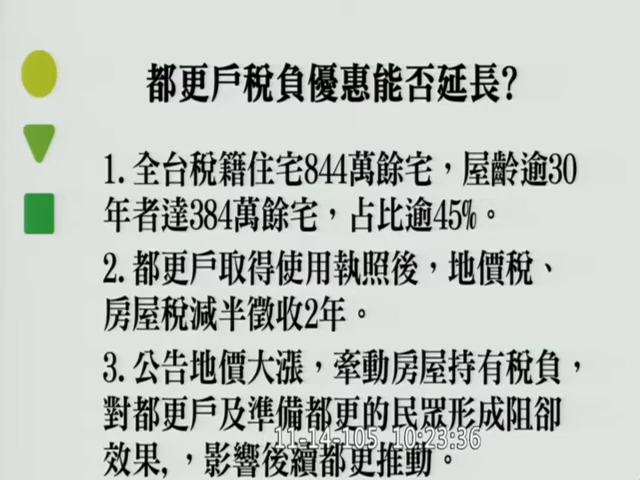 都更戶稅負優惠能否延長?
1. 全台稅籍住宅844萬餘宅，屋齡逾30
年者達384萬餘宅，占比逾45%。
2. 都更戶取得使用執照後，地價稅、
房屋稅減半徵收2年。
3. 公告地價大漲，牽動房屋持有稅負，
對都更戶及準備都更的民眾形成阻卻
11-14-105 10:23:36
效果,，影響後續都更推動。